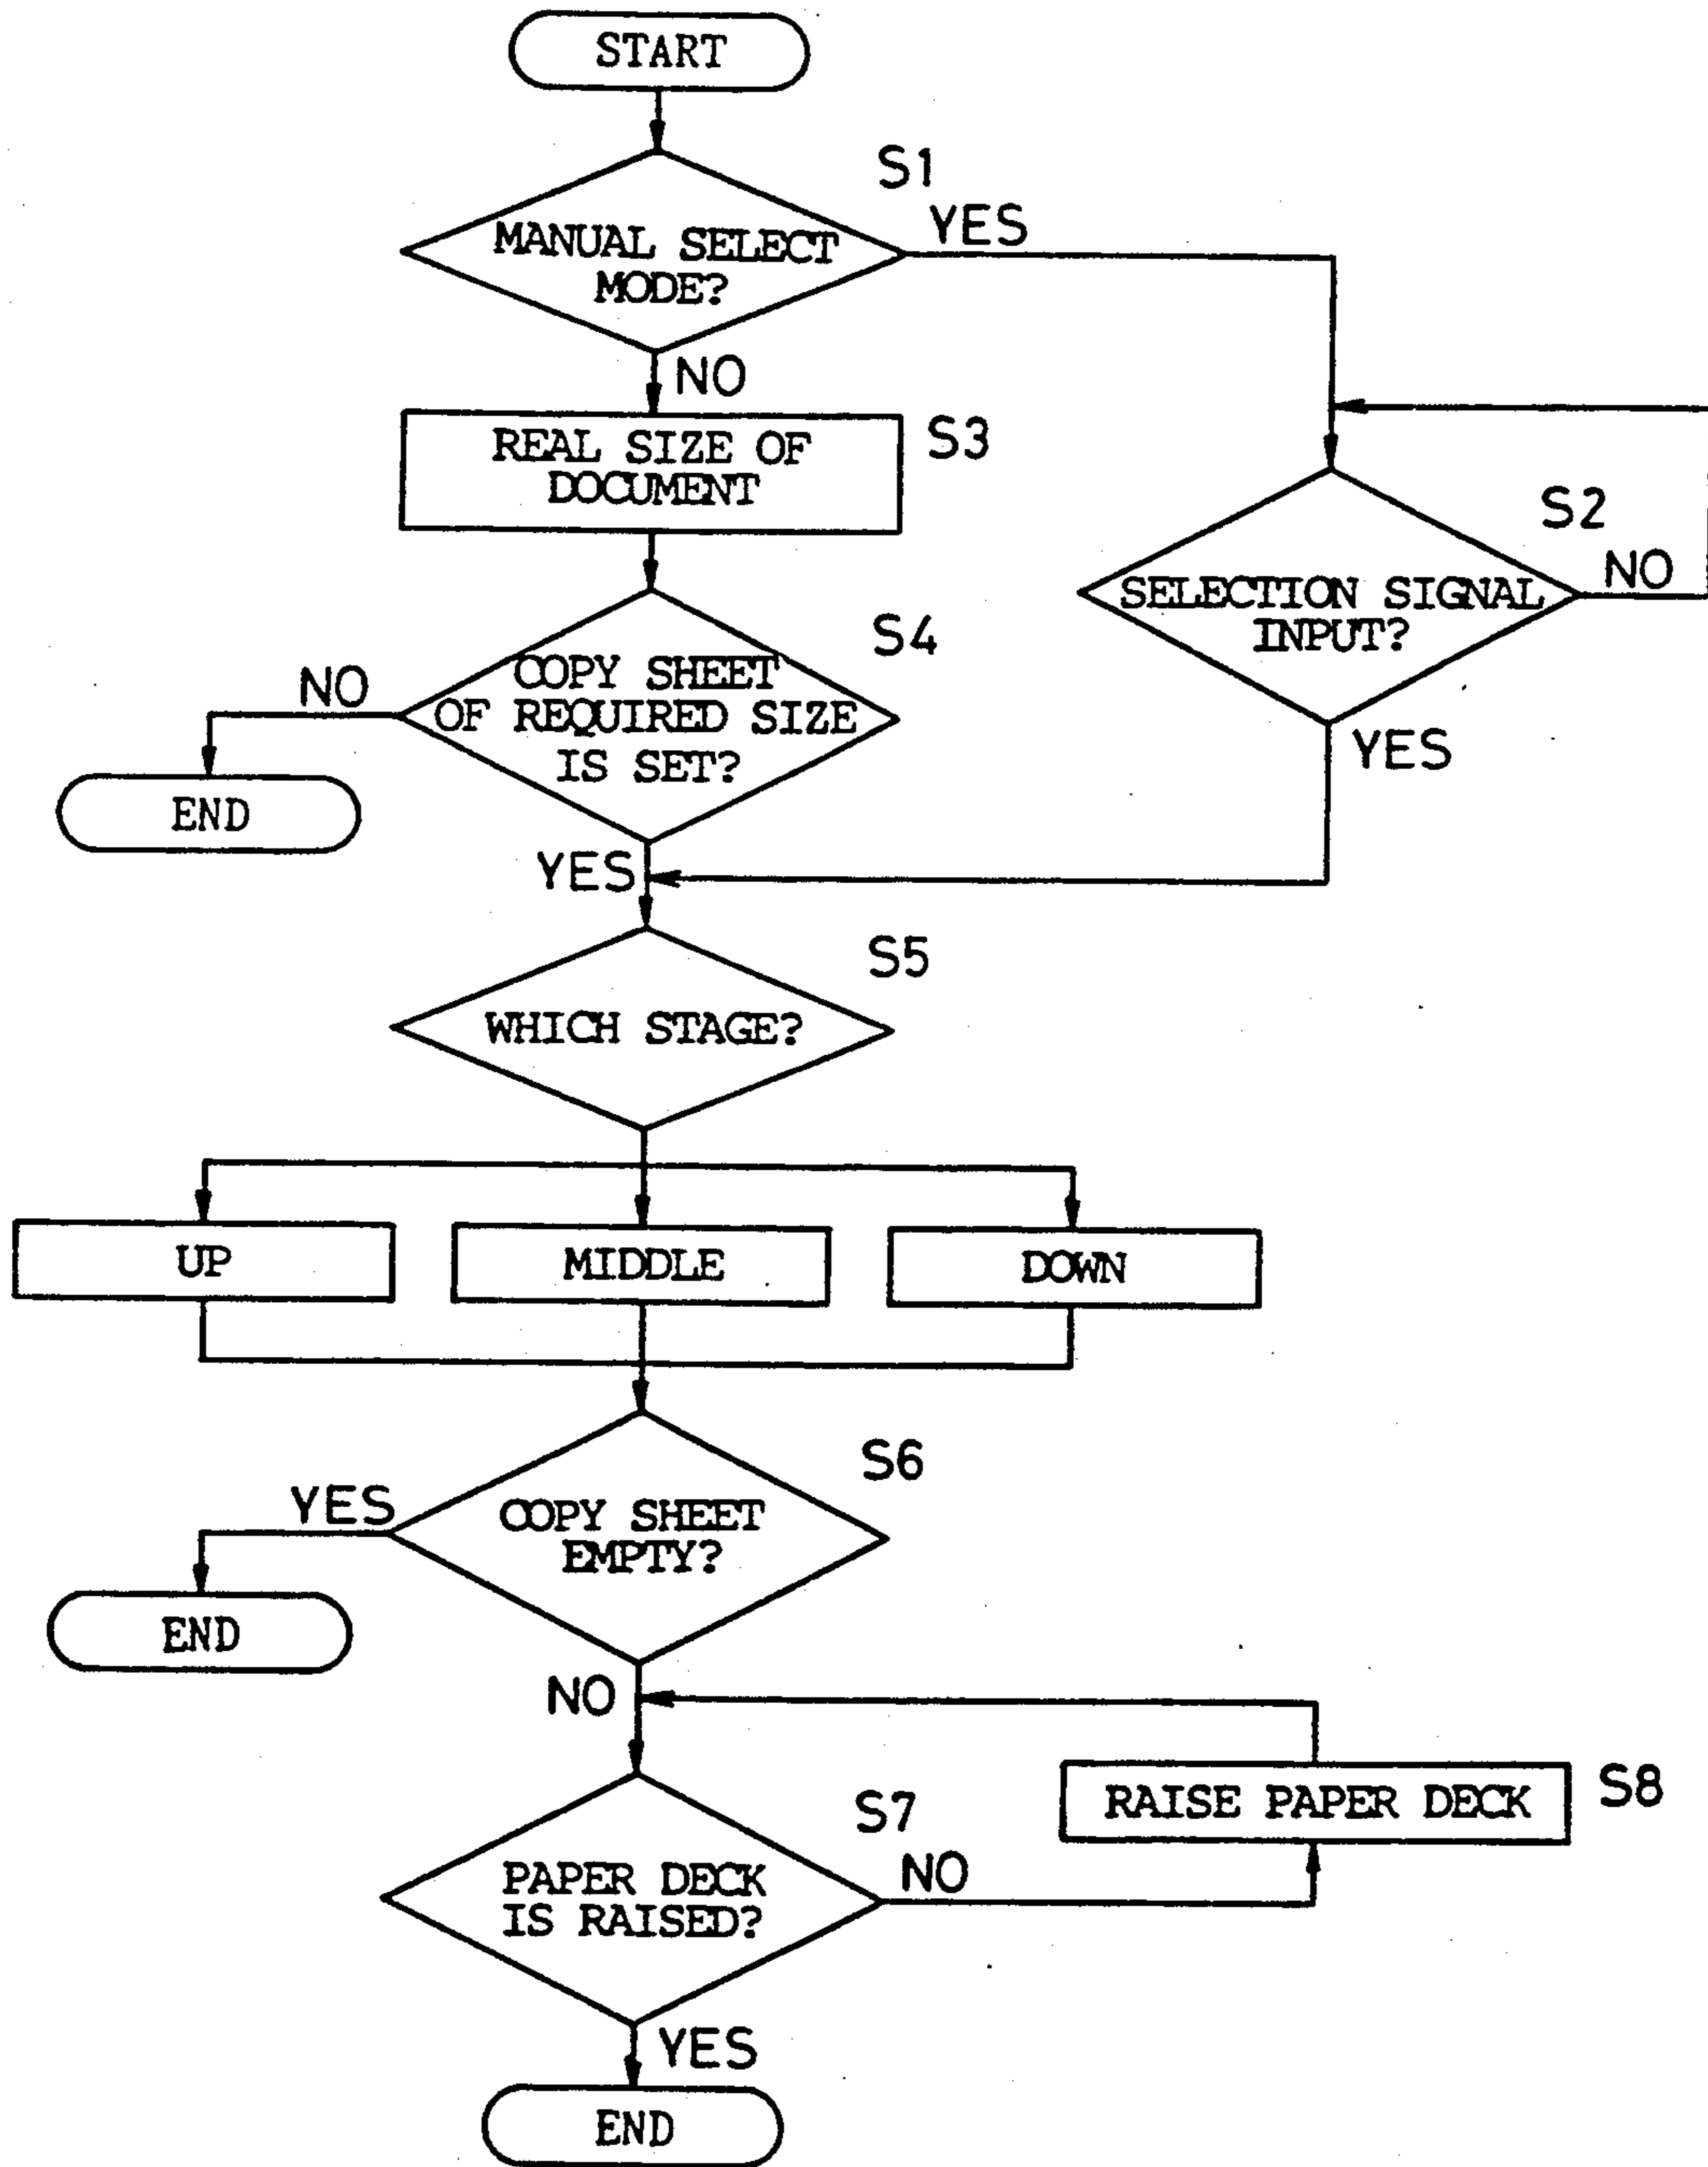 START
S1
YES
MANUAL SELECT
MODE?
NO
REAL SIZE OF
DOCUMENT
S3
S2
NO
SELECTION SIGNAL
INPUT?
YES
S4
NO
COPY SHEET
OF REQUIRED SIZE
IS SET?
END
YES
S5
WHICH STAGE?
UP
MIDDLE
DOWN
S6
YES
COPY SHEET
EMPTY?
END
NO
RAISE PAPER DECK
S8
S7
NO
PAPER DECK
IS RAISED?
YES
END